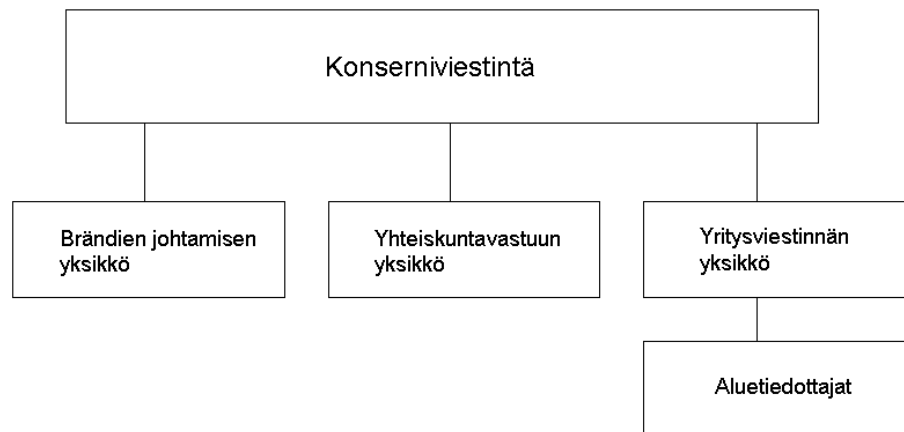 Konserniviestintä
Brändien johtamisen
yksikkö
Yhteiskuntavastuun
yksikkö
Yritysviestinnän
yksikkö
Aluetiedottajat